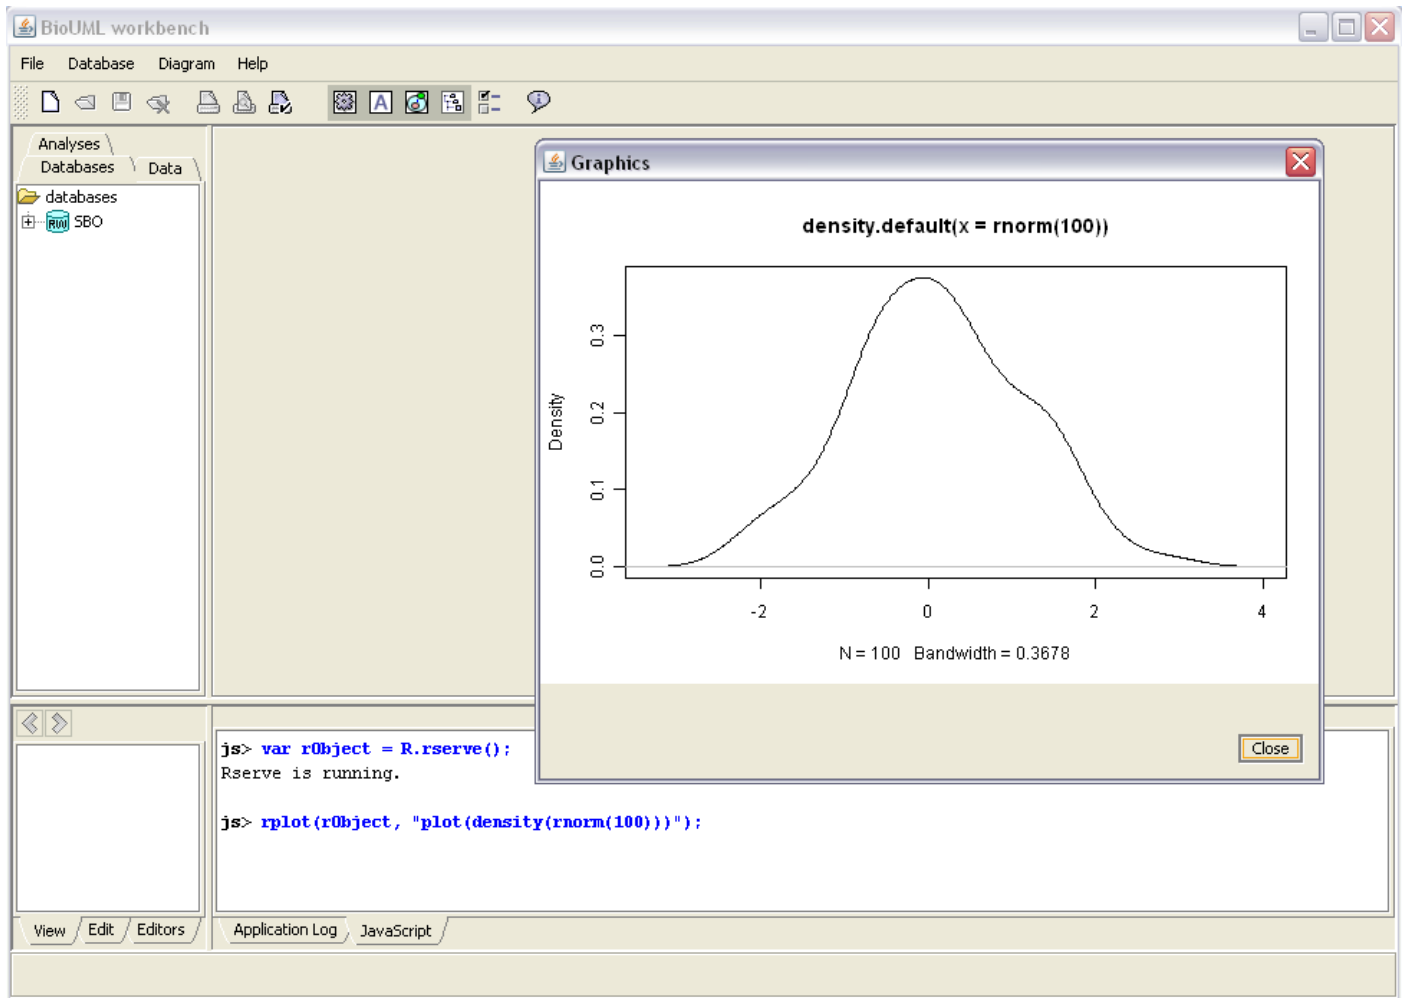 BioUML workbench
File Database Diagram Help
Analyses
Databases Data
databases
SBO
Graphics
density.default(x = rnorm(100))
Density
0.0 0.1 0.2 0.3
-2 0 2 4
N = 100 Bandwidth = 0.3678
Close
js> var rObject = R.rserve();
Rserve is running.
js> rplot(rObject, "plot(density(rnorm(100)))");
View Edit Editors
Application Log JavaScript